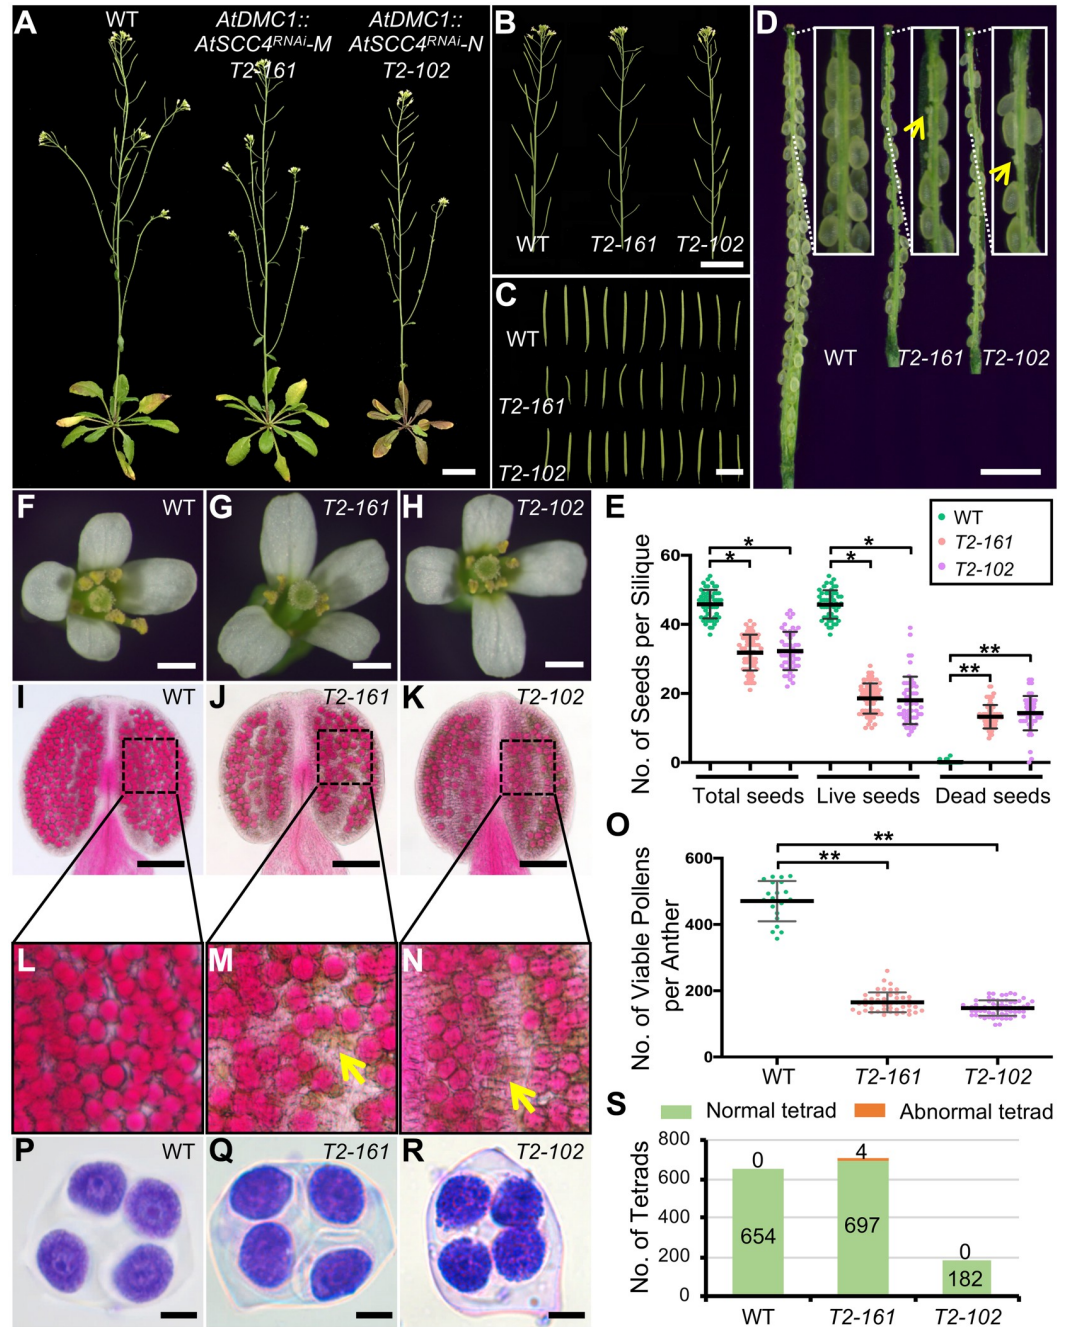 A
WT
AtDMC1::
AtSCC4RNAi-M
T2-161
AtDMC1::
AtSCC4RNAi-N
T2-102
B
WT
T2-161
T2-102
C
WT
T2-161
T2-102
D
WT
T2-161
T2-102
F
WT
G
T2-161
H
T2-102
E
WT
T2-161
T2-102
No. of Seeds per Silique
60
40
20
0
*
*
*
*
**
**
Total seeds
Live seeds
Dead seeds
I
WT
J
T2-161
K
T2-102
L
M
N
O
No. of Viable Pollens
per Anther
600
400
200
0
**
**
WT
T2-161
T2-102
P
WT
Q
T2-161
R
T2-102
S
Normal tetrad
Abnormal tetrad
No. of Tetrads
800
600
400
200
0
0
654
4
697
0
182
WT
T2-161
T2-102